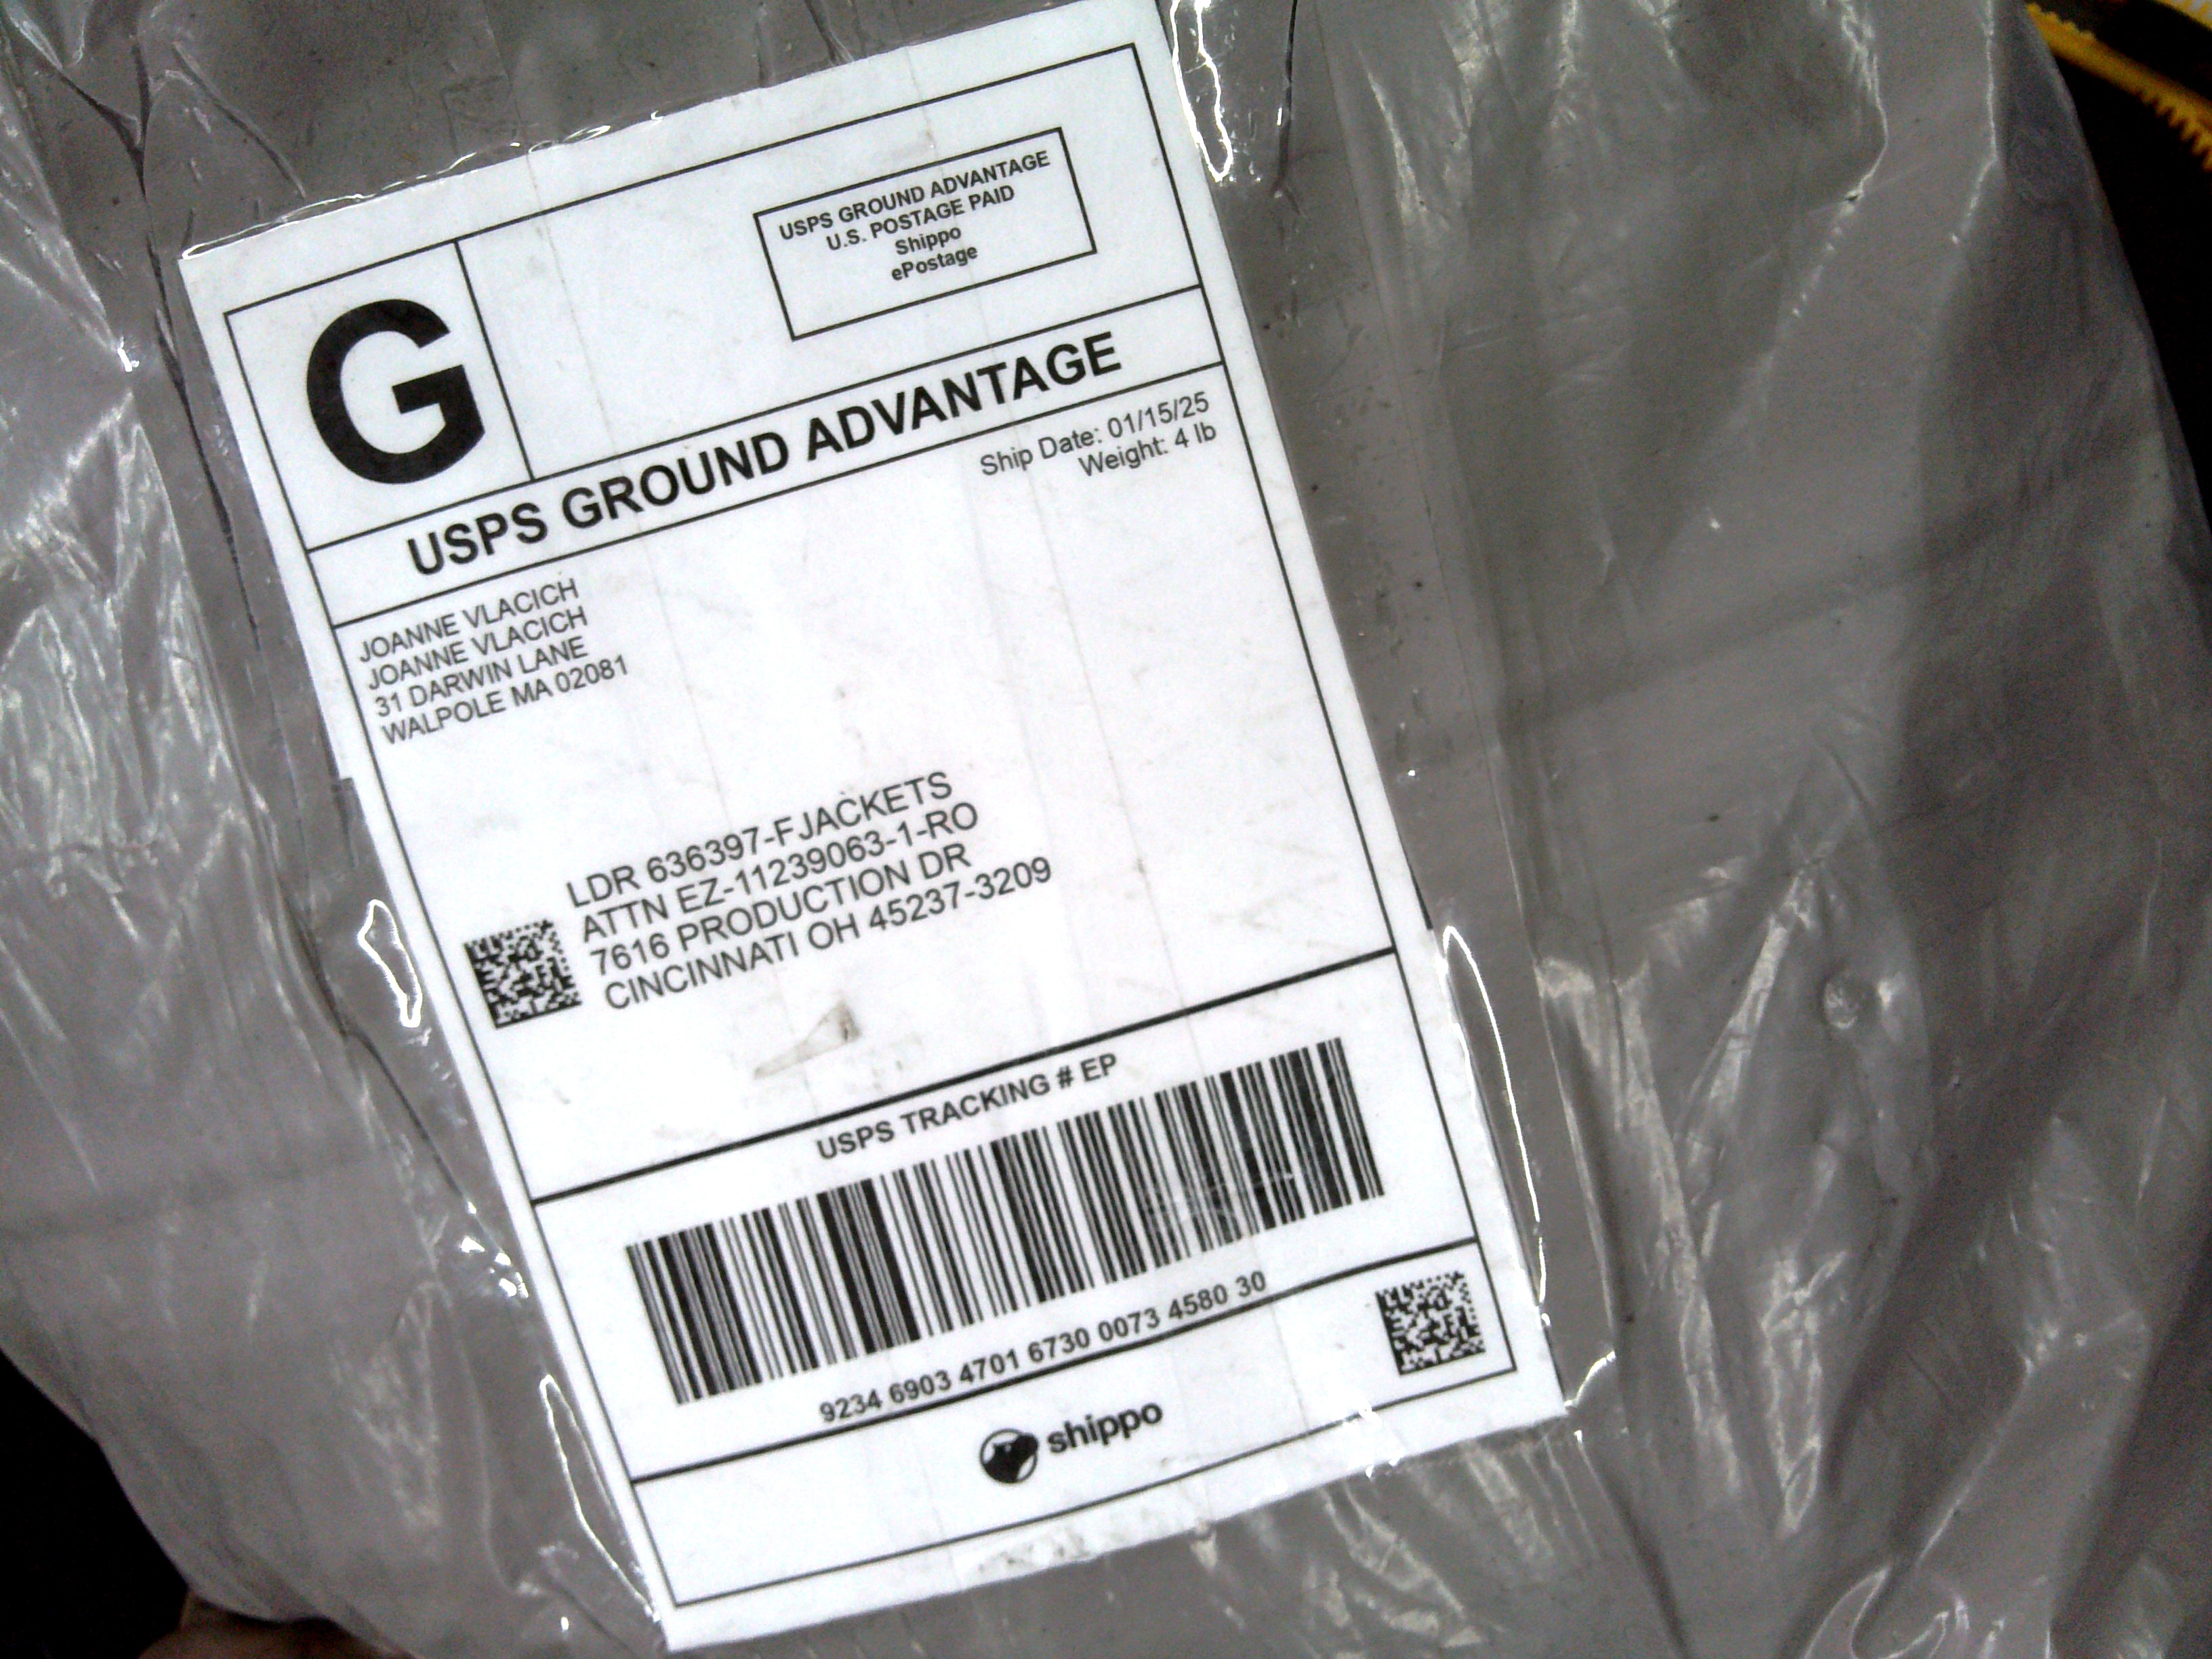 USPS GROUND ADVANTAGE
U.S. POSTAGE PAID
Shippo
ePostage
G
USPS GROUND ADVANTAGE
Ship Date: 01/15/25
Weight: 4 lb
JOANNE VLACICH
JOANNE VLACICH
31 DARWIN LANE
WALPOLE MA 02081
LDR 636397-FJACKETS
ATTN EZ-11239063-1-RO
7616 PRODUCTION DR
CINCINNATI OH 45237-3209
USPS TRACKING # EP
9234 6903 4701 6730 0073 4580 30
shippo